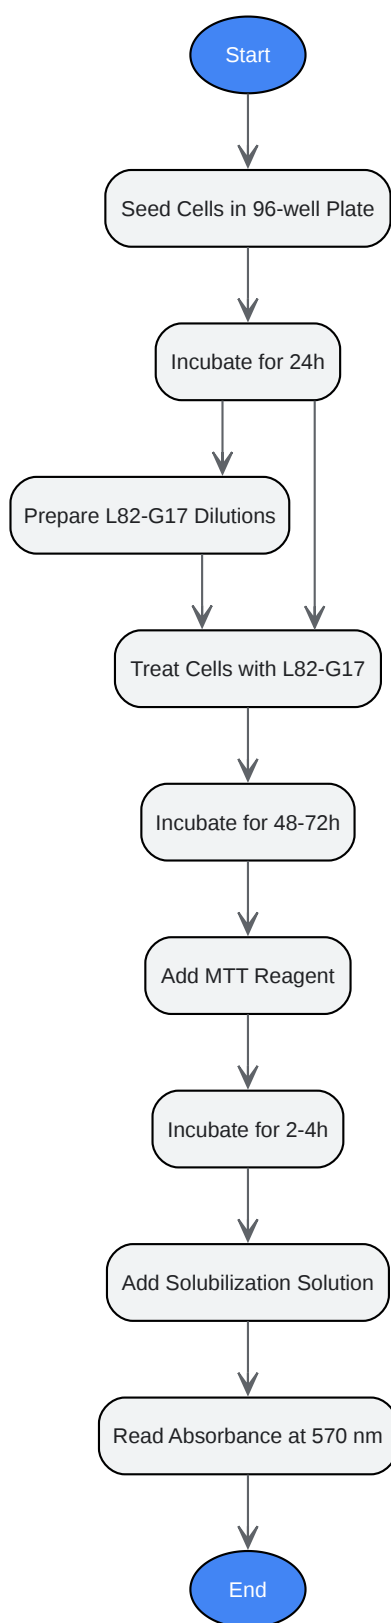 Start
Seed Cells in 96-well Plate
Incubate for 24h
Prepare L82-G17 Dilutions
Treat Cells with L82-G17
Incubate for 48-72h
Add MTT Reagent
Incubate for 2-4h
Add Solubilization Solution
Read Absorbance at 570 nm
End